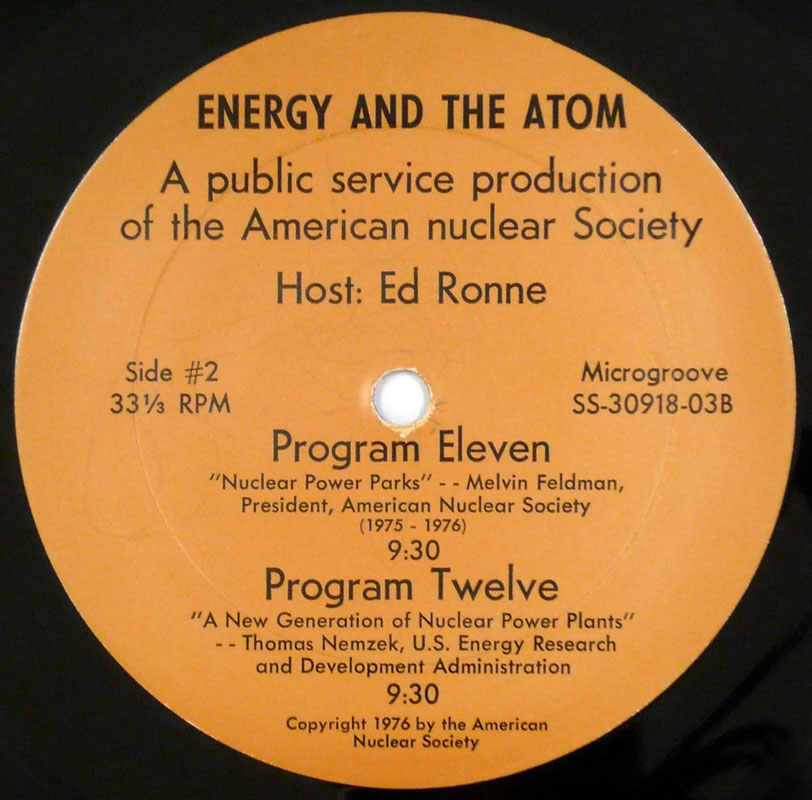 ENERGY AND THE ATOM
A public service production
of the American nuclear Society
Host: Ed Ronne
Side #2
33⅓ RPM
Microgroove
SS-30918-03B
Program Eleven
"Nuclear Power Parks" - - Melvin Feldman,
President, American Nuclear Society
(1975 - 1976)
9:30
Program Twelve
"A New Generation of Nuclear Power Plants"
- - Thomas Nemzek, U.S. Energy Research
and Development Administration
9:30
Copyright 1976 by the American
Nuclear Society